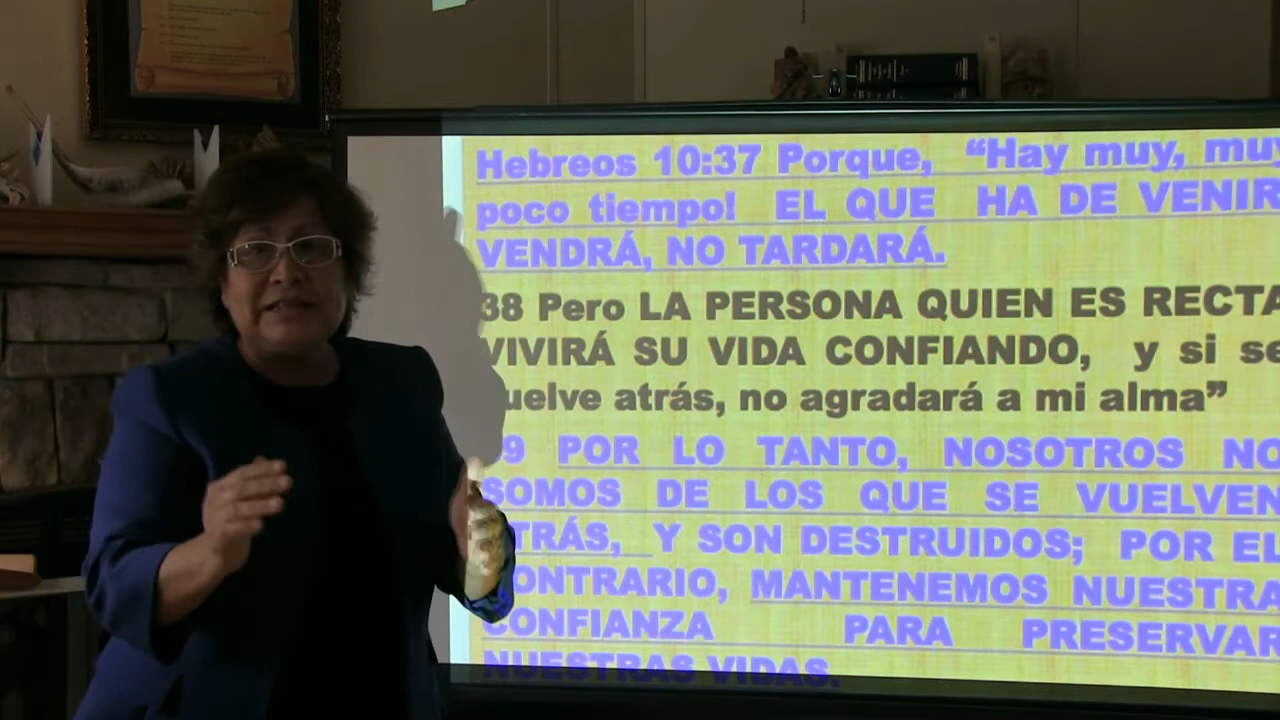 Hebreos 10:37 Porque, “Hay muy, muy
poco tiempo! EL QUE HA DE VENIR
VENDRÁ, NO TARDARÁ.
38 Pero LA PERSONA QUIEN ES RECTA
VIVIRÁ SU VIDA CONFIANDO, y si se
uelve atrás, no agradará a mi alma”
9 POR LO TANTO, NOSOTROS NO
SOMOS DE LOS QUE SE VUELVEN
TRÁS, Y SON DESTRUIDOS; POR EL
ONTRARIO, MANTENEMOS NUESTRA
CONFIANZA PARA PRESERVAR
NUESTRAS VIDAS.